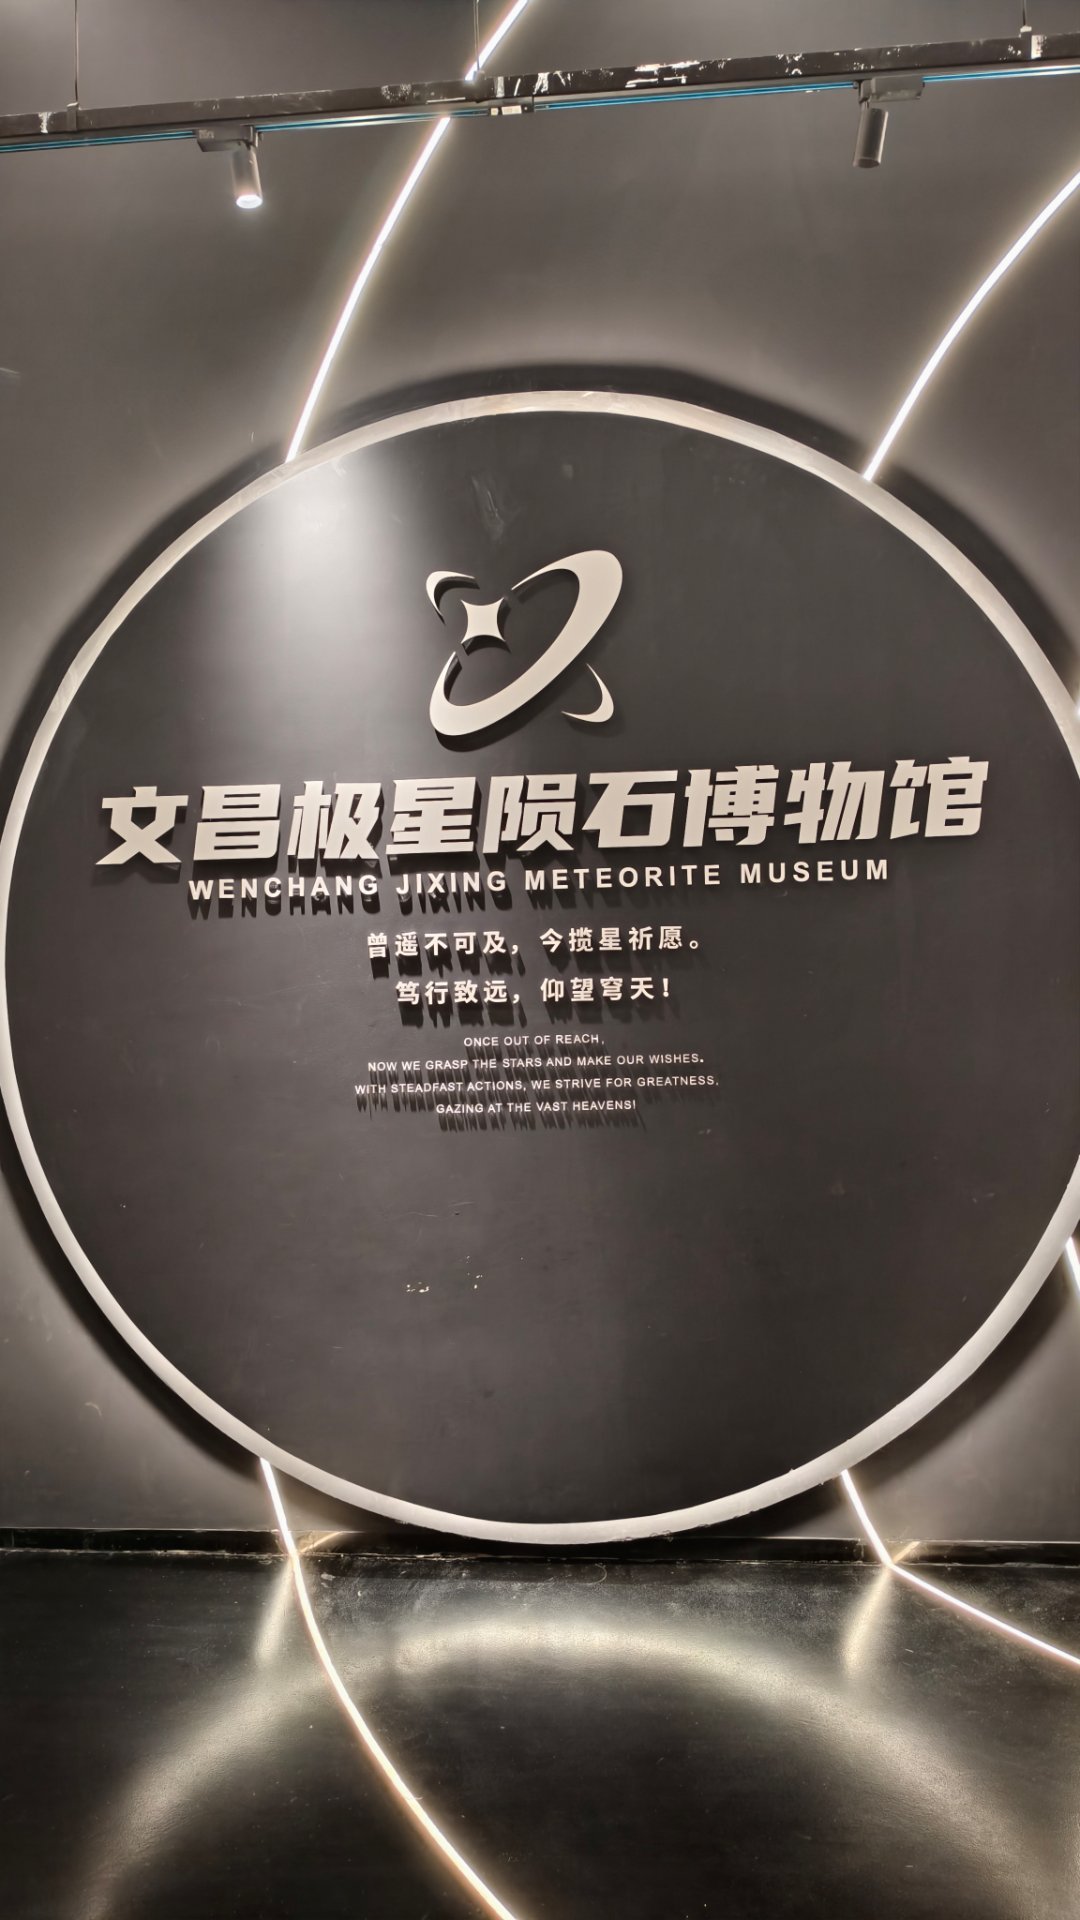 文昌极星陨石博物馆
WENCHANG JIXING METEORITE MUSEUM
曾遥不可及，今揽星祈愿。
笃行致远，仰望穹天！
ONCE OUT OF REACH,
NOW WE GRASP THE STARS AND MAKE OUR WISHES.
WITH STEADFAST ACTIONS, WE STRIVE FOR GREATNESS,
GAZING AT THE VAST HEAVENS!